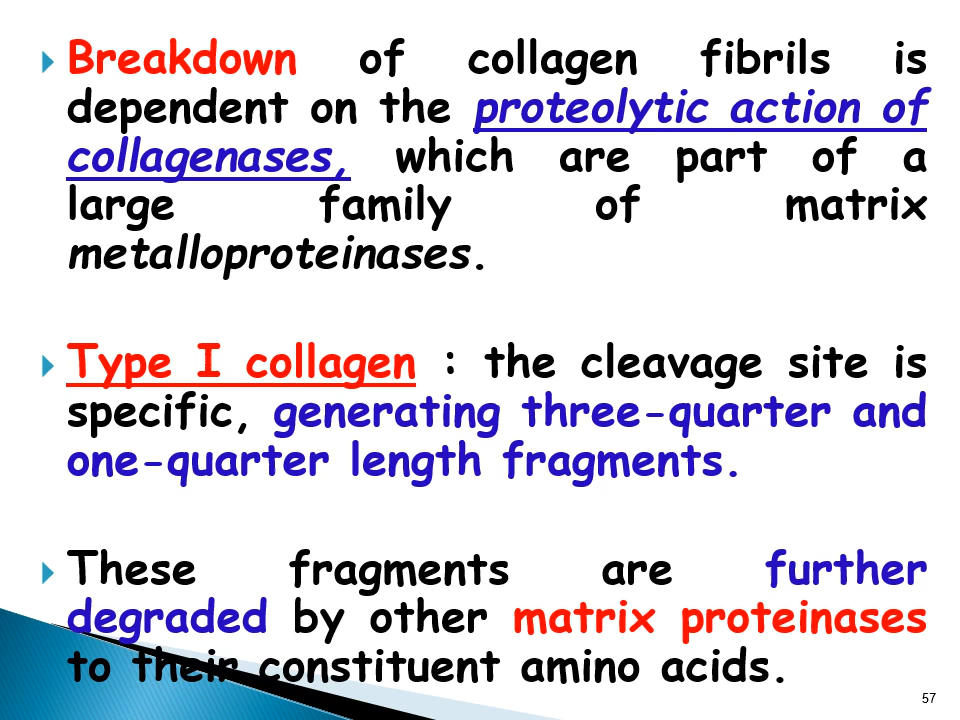 Breakdown of collagen fibrils is
dependent on the proteolytic action of
collagenases, which are part of a
large family of matrix
metalloproteinases.
Type I collagen : the cleavage site is
specific, generating three-quarter and
one-quarter length fragments.
These fragments are further
degraded by other matrix proteinases
to their constituent amino acids.
57